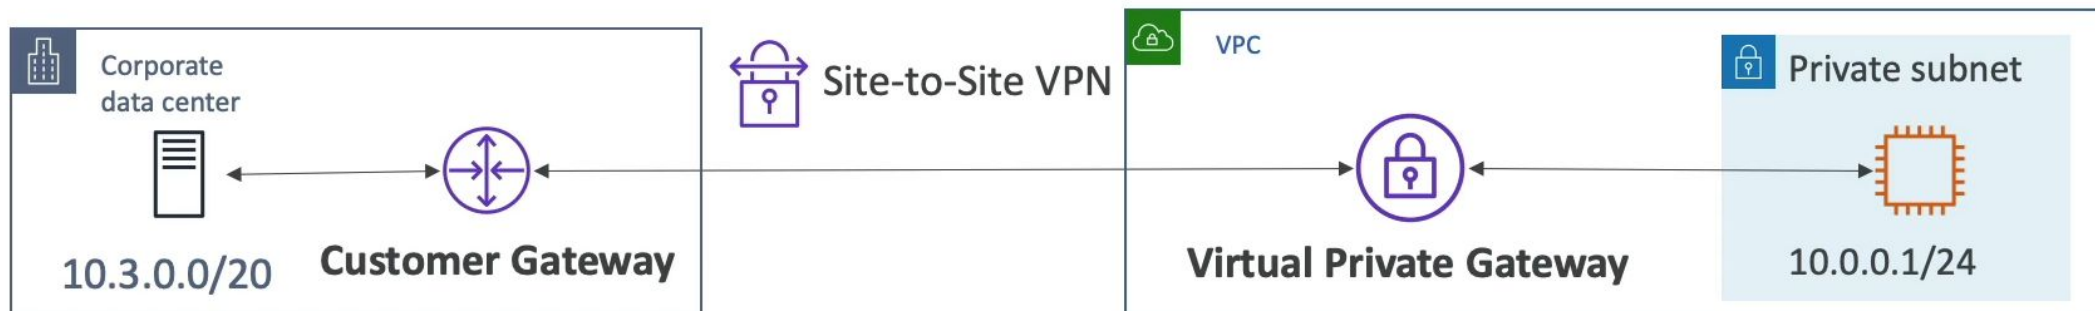 Corporate
data center
10.3.0.0/20
Customer Gateway
Site-to-Site VPN
VPC
Virtual Private Gateway
Private subnet
10.0.0.1/24